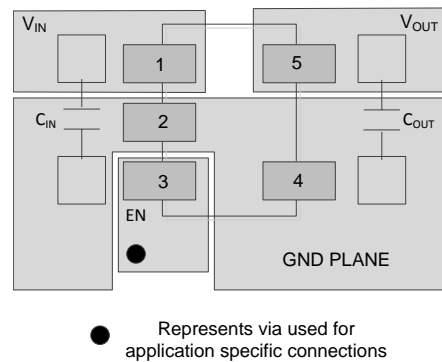 VIN
VOUT
1
5
CIN
2
COUT
3
4
EN
GND PLANE
Represents via used for
application specific connections